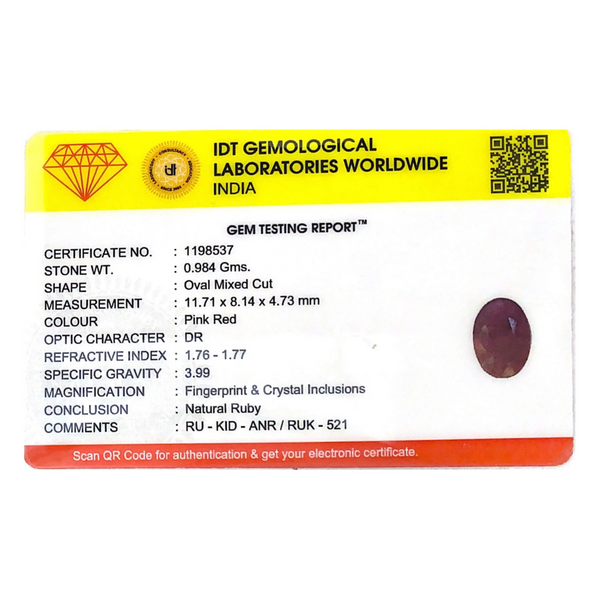 IDT GEMOLOGICAL
LABORATORIES WORLDWIDE
INDIA
idt
GEM TESTING REPORT™
CERTIFICATE NO. : 1198537
STONE WT. : 0.984 Gms.
SHAPE : Oval Mixed Cut
MEASUREMENT : 11.71 x 8.14 x 4.73 mm
COLOUR : Pink Red
OPTIC CHARACTER : DR
REFRACTIVE INDEX : 1.76 - 1.77
SPECIFIC GRAVITY : 3.99
MAGNIFICATION : Fingerprint & Crystal Inclusions
CONCLUSION : Natural Ruby
COMMENTS : RU - KID - ANR / RUK - 521
Scan QR Code for authentication & get your electronic certificate.